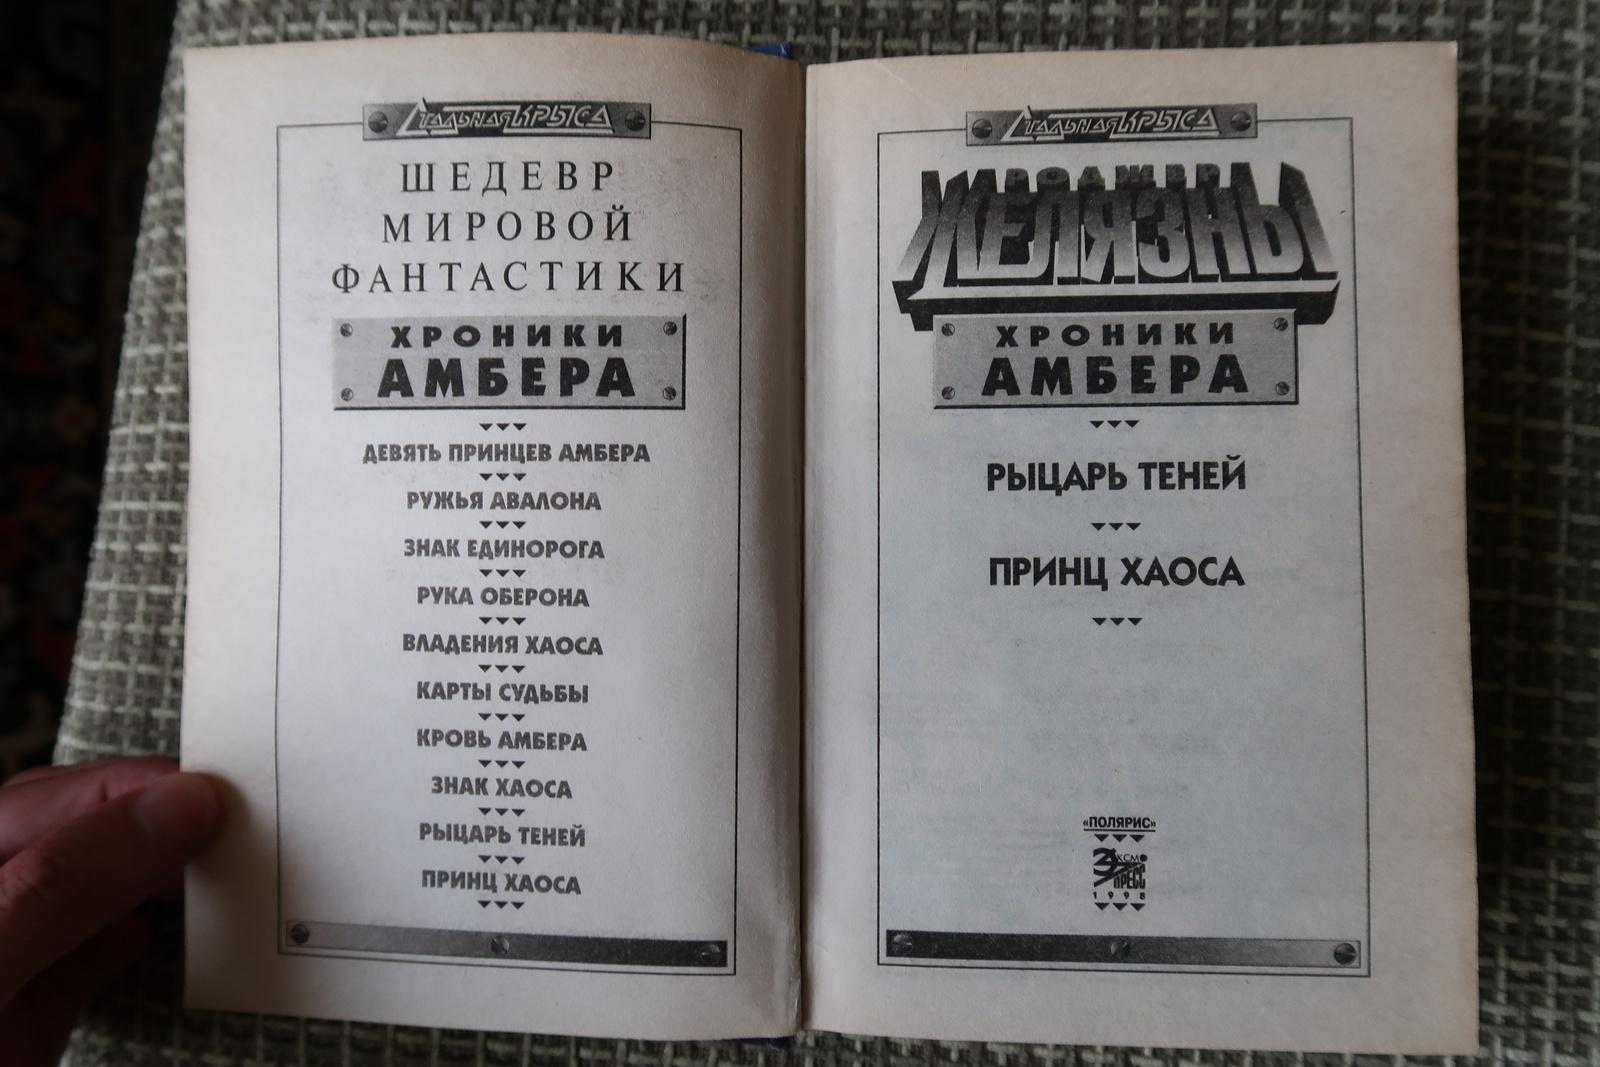 Стальная Крыса
ШЕДЕВР
МИРОВОЙ
ФАНТАСТИКИ
ХРОНИКИ
АМБЕРА
ДЕВЯТЬ ПРИНЦЕВ АМБЕРА
РУЖЬЯ АВАЛОНА
ЗНАК ЕДИНОРОГА
РУКА ОБЕРОНА
ВЛАДЕНИЯ ХАОСА
КАРТЫ СУДЬБЫ
КРОВЬ АМБЕРА
ЗНАК ХАОСА
РЫЦАРЬ ТЕНЕЙ
ПРИНЦ ХАОСА
Стальная Крыса
РОДЖЕР
ЖЕЛЯЗНЫ
ХРОНИКИ
АМБЕРА
РЫЦАРЬ ТЕНЕЙ
ПРИНЦ ХАОСА
«ПОЛЯРИС»
ЭКСМО
ПРЕСС
1998